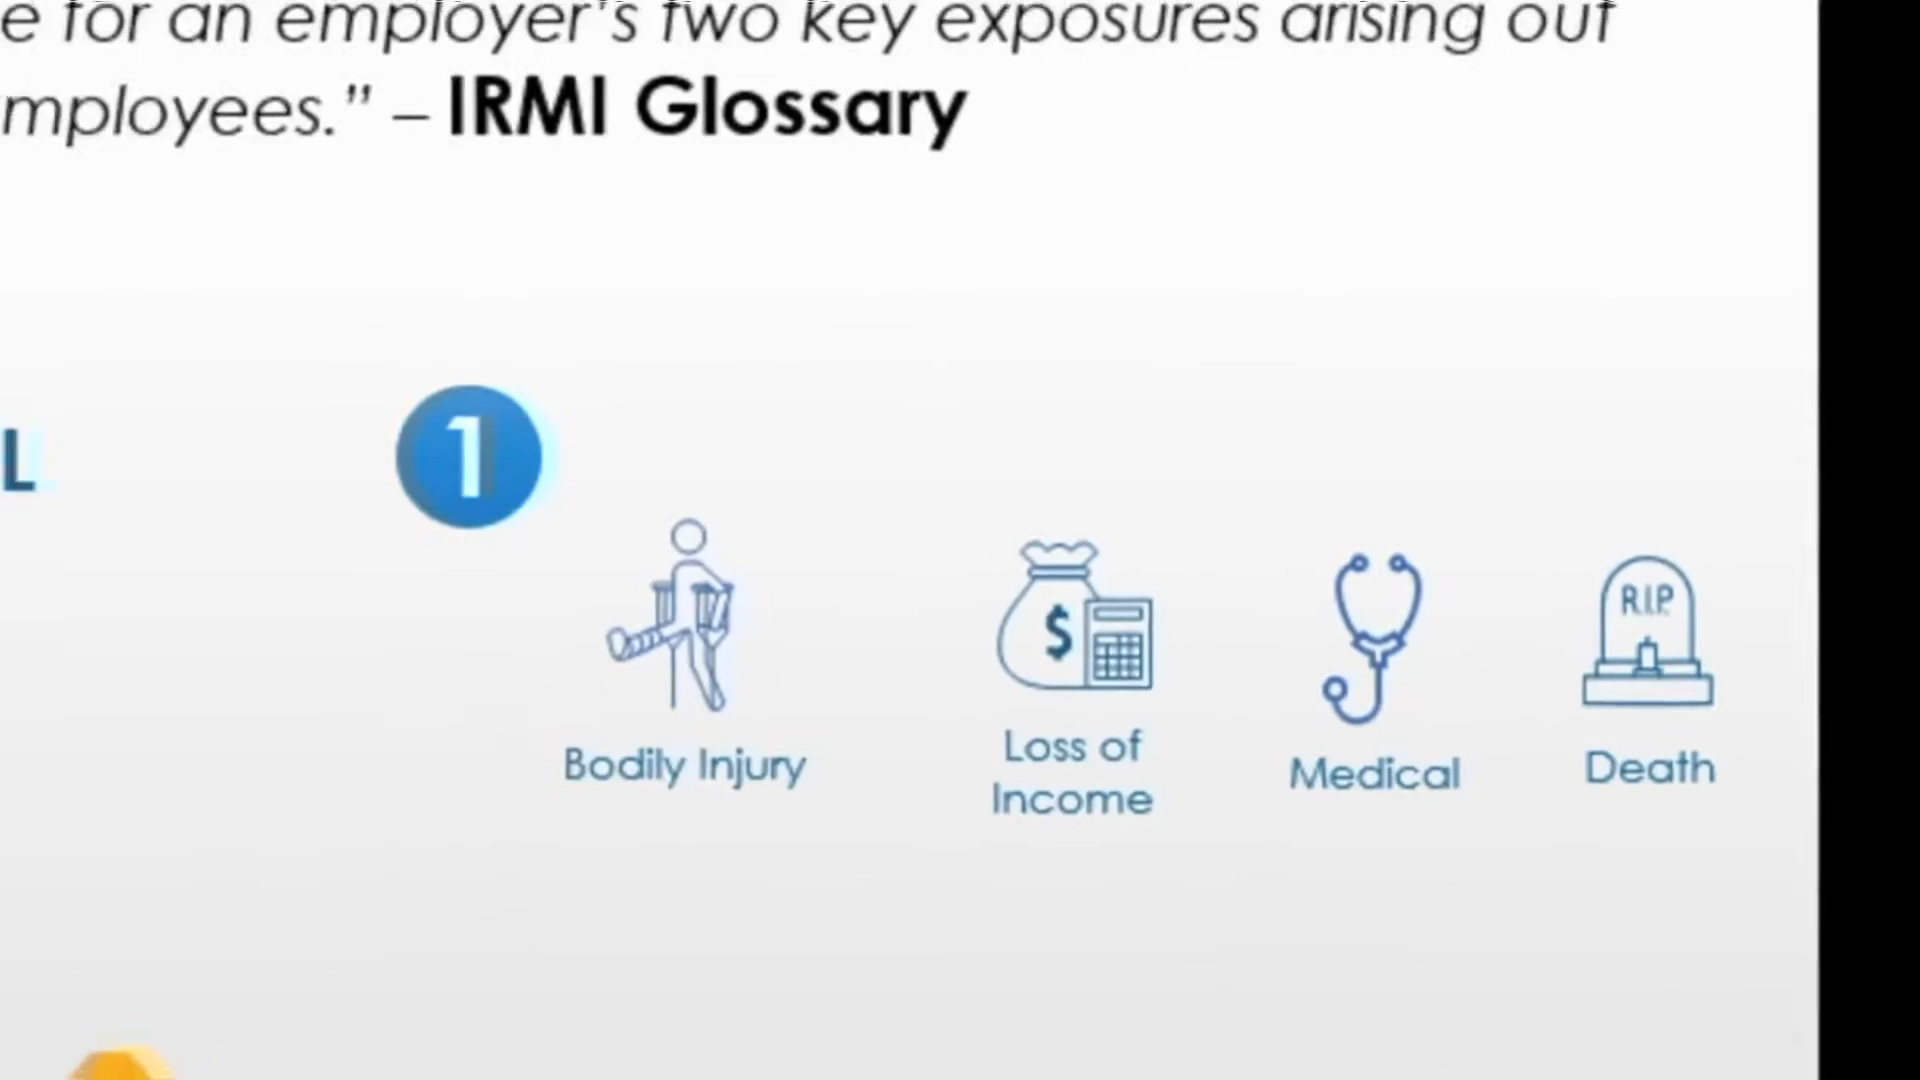 e for an employer's two key exposures arising out
mployees.” – IRMI Glossary
L
1
R.I.P
$
Bodily Injury
Loss of
Income
Medical
Death